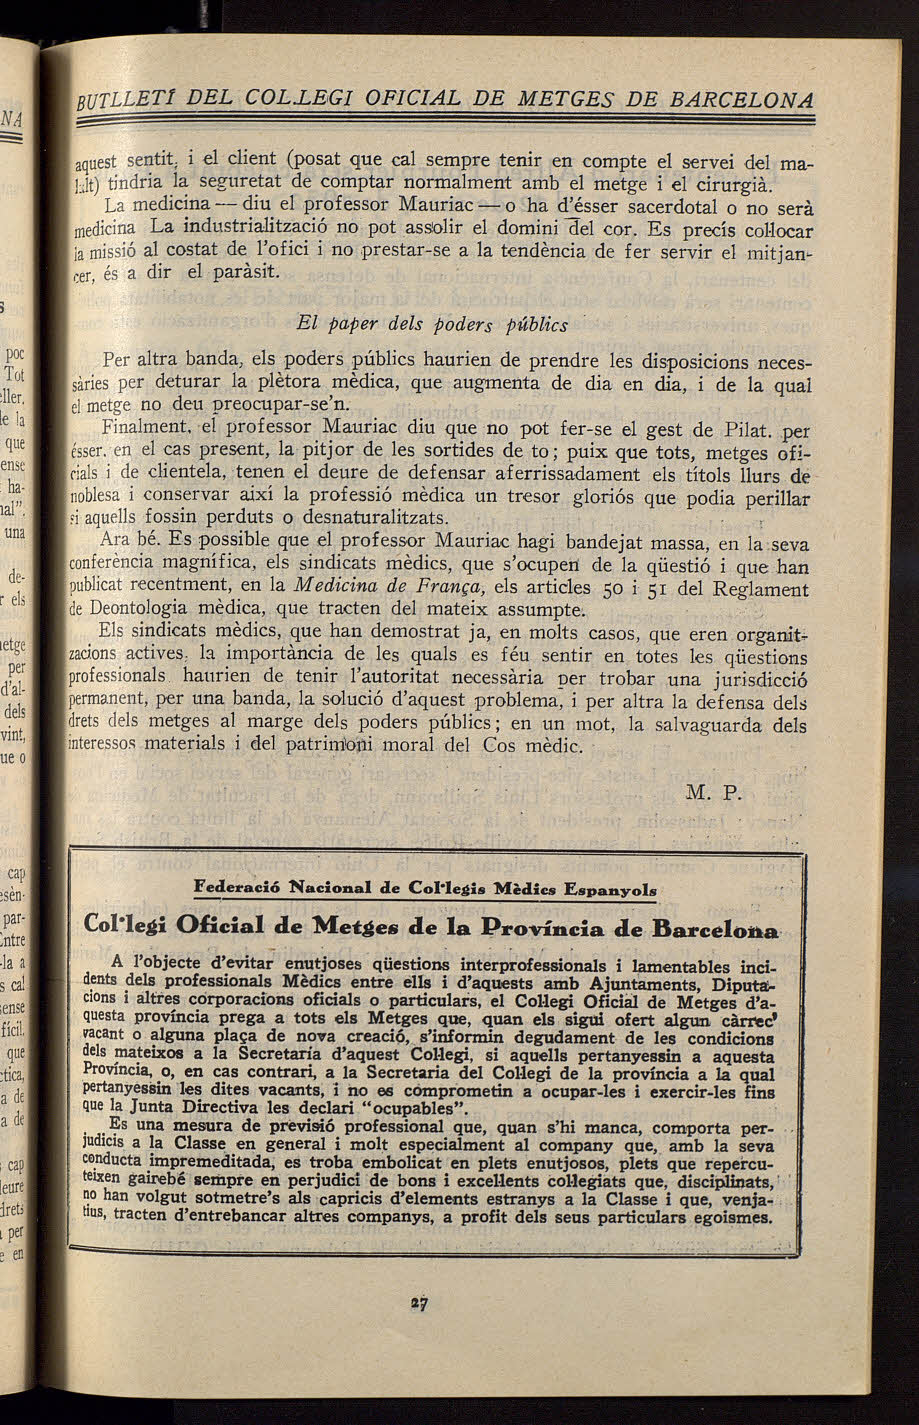 BUTLLETÍ DEL COL.LEGI OFICIAL DE METGES DE BARCELONA
aquest sentit; i el client (posat que cal sempre tenir en compte el servei del ma-
lalt) tindria la seguretat de comptar normalment amb el metge i el cirurgià.
La medicina — diu el professor Mauriac — o ha d'ésser sacerdotal o no serà
medicina La industrialització no pot assolir el domini del cor. Es precís col·locar
la missió al costat de l'ofici i no prestar-se a la tendència de fer servir el mitjan-
cer, és a dir el paràsit.
El paper dels poders públics
Per altra banda, els poders públics haurien de prendre les disposicions neces-
sàries per deturar la plètora mèdica, que augmenta de dia en dia, i de la qual
el metge no deu preocupar-se'n.
Finalment, el professor Mauriac diu que no pot fer-se el gest de Pilat. per
ésser. en el cas present, la pitjor de les sortides de to; puix que tots, metges ofi-
cials i de clientela, tenen el deure de defensar aferrissadament els títols llurs de
noblesa i conservar així la professió mèdica un tresor gloriós que podia perillar
si aquells fossin perduts o desnaturalitzats.
Ara bé. Es possible que el professor Mauriac hagi bandejat massa, en la seva
conferència magnífica, els sindicats mèdics, que s'ocupen de la qüestió i que han
publicat recentment, en la Medicina de França, els articles 50 i 51 del Reglament
de Deontologia mèdica, que tracten del mateix assumpte.
Els sindicats mèdics, que han demostrat ja, en molts casos, que eren organit-
zacions actives. la importància de les quals es féu sentir en totes les qüestions
professionals. haurien de tenir l'autoritat necessària per trobar una jurisdicció
permanent, per una banda, la solució d'aquest problema, i per altra la defensa dels
drets dels metges al marge dels poders públics; en un mot, la salvaguarda dels
interessos materials i del patrimoni moral del Cos mèdic.
M. P.
Federació Nacional de Col·legis Mèdics Espanyols
Col·legi Oficial de Metges de la Província de Barcelona
A l'objecte d'evitar enutjoses qüestions interprofessionals i lamentables inci-
dents dels professionals Mèdics entre ells i d'aquests amb Ajuntaments, Diputa-
cions i altres corporacions oficials o particulars, el Col·legi Oficial de Metges d'a-
questa província prega a tots els Metges que, quan els sigui ofert algun càrrec
vacant o alguna plaça de nova creació, s'informin degudament de les condicions
dels mateixos a la Secretaría d'aquest Col·legi, si aquells pertanyessin a aquesta
Província, o, en cas contrari, a la Secretaria del Col·legi de la província a la qual
pertanyessin les dites vacants, i no es comprometin a ocupar-les i exercir-les fins
que la Junta Directiva les declari "ocupables".
Es una mesura de previsió professional que, quan s'hi manca, comporta per-
judicis a la Classe en general i molt especialment al company que, amb la seva
conducta impremeditada, es troba embolicat en plets enutjosos, plets que repercu-
teixen gairebé sempre en perjudici de bons i excel·lents col·legiats que, disciplinats,
no han volgut sotmetre's als capricis d'elements estranys a la Classe i que, venja-
tius, tracten d'entrebancar altres companys, a profit dels seus particulars egoismes.
27